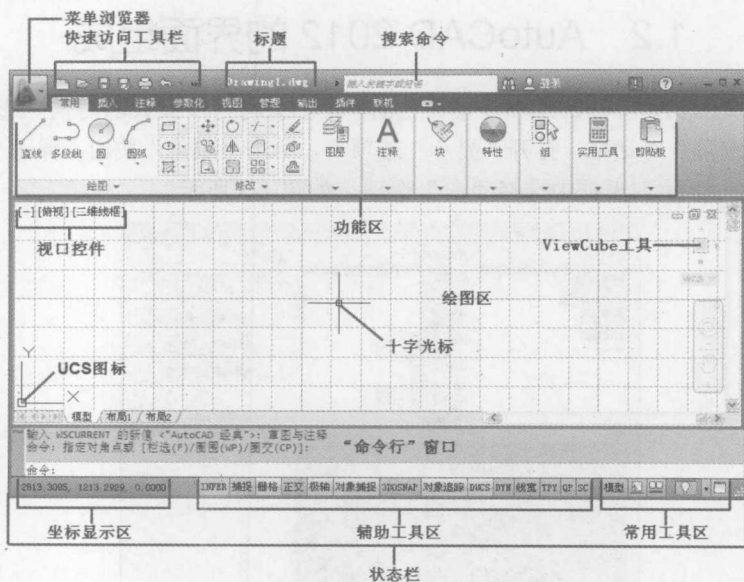 菜单浏览器
快速访问工具栏
标题
搜索命令
Drawing1.dwg
输入关键字或短语
登录
常用 插入 注释 参数化 视图 管理 输出 插件 联机
直线 多段线 圆 圆弧
图层 注释 块 特性 组 实用工具 剪贴板
绘图 修改
[-][俯视][二维线框]
功能区
视口控件
ViewCube工具
绘图区
十字光标
Y
UCS图标
X
模型 布局1 布局2
输入 WSCURRENT 的新值 <"AutoCAD 经典">: 草图与注释
命令: 指定对角点或 [栏选(F)/圈围(WP)/圈交(CP)]:
“命令行”窗口
命令:
2813.3085, 1213.2929, 0.0000
INFER 捕捉 栅格 正交 极轴 对象捕捉 3DOSNAP 对象追踪 DUCS DYN 线宽 TPY QP SC 模型
坐标显示区
辅助工具区
常用工具区
状态栏